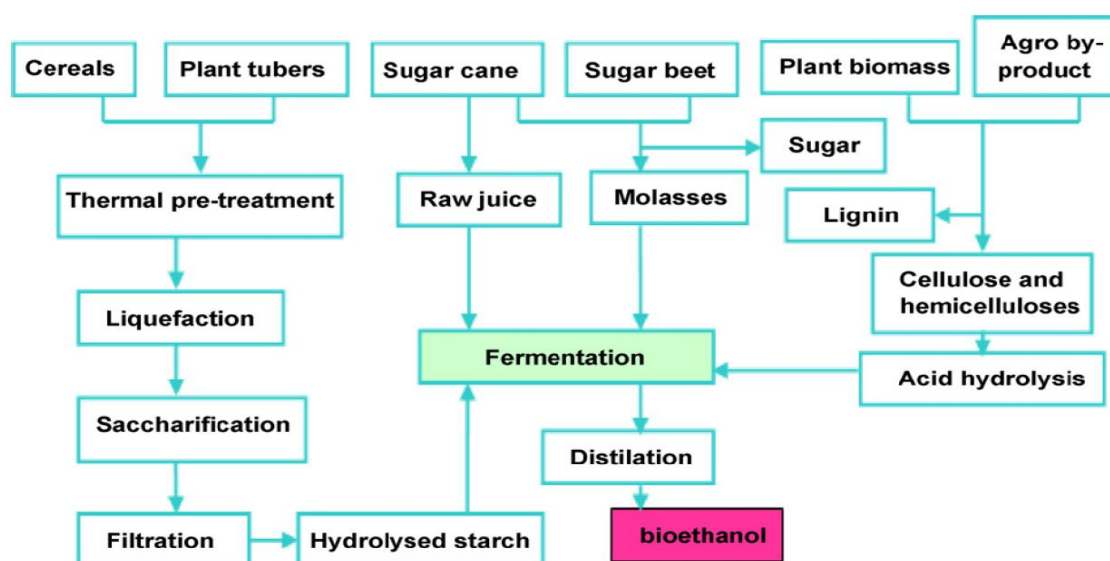 Cereals
Plant tubers
Sugar cane
Sugar beet
Plant biomass
Agro by-
product
Sugar
Thermal pre-treatment
Raw juice
Molasses
Lignin
Liquefaction
Cellulose and
hemicelluloses
Fermentation
Acid hydrolysis
Saccharification
Distilation
Filtration
Hydrolysed starch
bioethanol